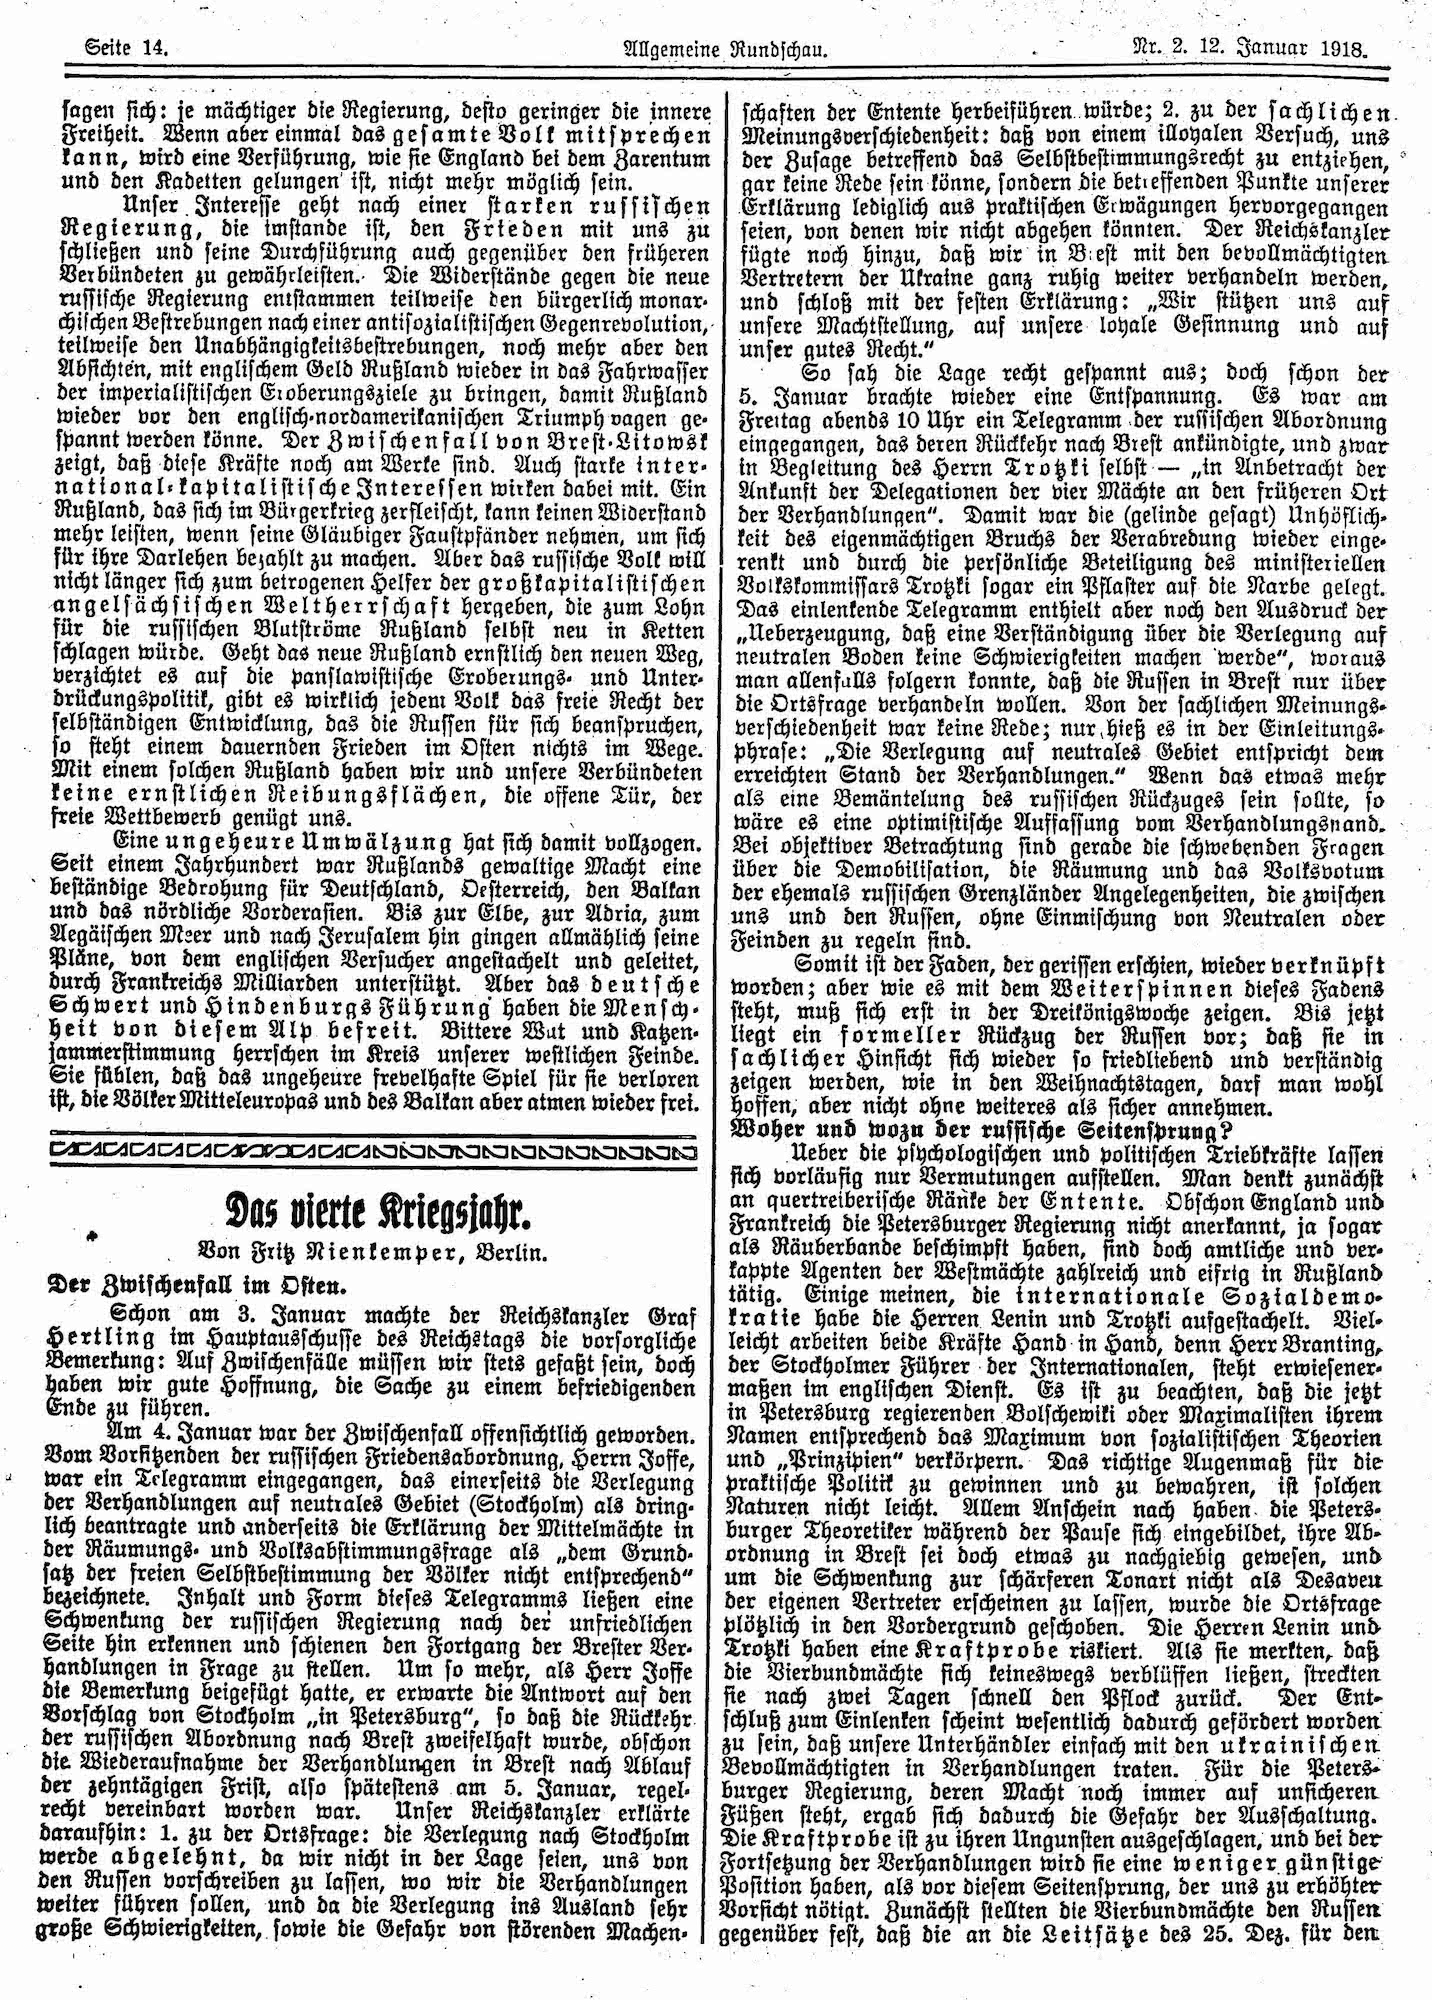 Seite 14.
Allgemeine Rundschau.
Nr. 2. 12. Januar 1918.
sagen sich: je mächtiger die Regierung, desto geringer die innere
Freiheit. Wenn aber einmal das gesamte Volk mitsprechen
kann, wird eine Verführung, wie sie England bei dem Zarentum
und den Kadetten gelungen ist, nicht mehr möglich sein.
Unser Interesse geht nach einer starken russischen
Regierung, die imstande ist, den Frieden mit uns zu
schließen und seine Durchführung auch gegenüber den früheren
Verbündeten zu gewährleisten. Die Widerstände gegen die neue
russische Regierung entstammen teilweise den bürgerlich monar-
chischen Bestrebungen nach einer antisozialistischen Gegenrevolution,
teilweise den Unabhängigkeitsbestrebungen, noch mehr aber den
Absichten, mit englischem Geld Rußland wieder in das Fahrwasser
der imperialistischen Eroberungsziele zu bringen, damit Rußland
wieder vor den englisch-nordamerikanischen Triumphwagen ge-
spannt werden könne. Der Zwischenfall von Brest-Litowsk
zeigt, daß diese Kräfte noch am Werke sind. Auch starke inter-
national-kapitalistische Interessen wirken dabei mit. Ein
Rußland, das sich im Bürgerkrieg zerfleischt, kann keinen Widerstand
mehr leisten, wenn seine Gläubiger Faustpfänder nehmen, um sich
für ihre Darlehen bezahlt zu machen. Aber das russische Volk will
nicht länger sich zum betrogenen Helfer der großkapitalistischen
angelsächsischen Weltherrschaft hergeben, die zum Lohn
für die russischen Blutströme Rußland selbst neu in Ketten
schlagen würde. Geht das neue Rußland ernstlich den neuen Weg,
verzichtet es auf die panslawistische Eroberungs- und Unter-
drückungspolitik, gibt es wirklich jedem Volk das freie Recht der
selbständigen Entwicklung, das die Russen für sich beanspruchen,
so steht einem dauernden Frieden im Osten nichts im Wege.
Mit einem solchen Rußland haben wir und unsere Verbündeten
keine ernstlichen Reibungsflächen, die offene Tür, der
freie Wettbewerb genügt uns.
Eine ungeheure Umwälzung hat sich damit vollzogen.
Seit einem Jahrhundert war Rußlands gewaltige Macht eine
beständige Bedrohung für Deutschland, Oesterreich, den Balkan
und das nördliche Vorderasien. Bis zur Elbe, zur Adria, zum
Aegäischen Meer und nach Jerusalem hin gingen allmählich seine
Pläne, von dem englischen Versucher angestachelt und geleitet,
durch Frankreichs Milliarden unterstützt. Aber das deutsche
Schwert und Hindenburgs Führung haben die Mensch-
heit von diesem Alp befreit. Bittere Wut und Katzen-
jammerstimmung herrschen im Kreis unserer westlichen Feinde.
Sie fühlen, daß das ungeheure frevelhafte Spiel für sie verloren
ist, die Völker Mitteleuropas und des Balkan aber atmen wieder frei.
Das vierte Kriegsjahr.
Von Fritz Nienkemper, Berlin.
Der Zwischenfall im Osten.
Schon am 3. Januar machte der Reichskanzler Graf
Hertling im Hauptausschusse des Reichstags die vorsorgliche
Bemerkung: Auf Zwischenfälle müssen wir stets gefaßt sein, doch
haben wir gute Hoffnung, die Sache zu einem befriedigenden
Ende zu führen.
Am 4. Januar war der Zwischenfall offensichtlich geworden.
Vom Vorsitzenden der russischen Friedensabordnung, Herrn Joffe,
war ein Telegramm eingegangen, das einerseits die Verlegung
der Verhandlungen auf neutrales Gebiet (Stockholm) als dring-
lich beantragte und anderseits die Erklärung der Mittelmächte in
der Räumungs- und Volksabstimmungsfrage als „dem Grund-
satz der freien Selbstbestimmung der Völker nicht entsprechend"
bezeichnete. Inhalt und Form dieses Telegramms ließen eine
Schwenkung der russischen Regierung nach der unfriedlichen
Seite hin erkennen und schienen den Fortgang der Brester Ver-
handlungen in Frage zu stellen. Um so mehr, als Herr Joffe
die Bemerkung beigefügt hatte, er erwarte die Antwort auf den
Vorschlag von Stockholm „in Petersburg", so daß die Rückkehr
der russischen Abordnung nach Brest zweifelhaft wurde, obschon
die Wiederaufnahme der Verhandlungen in Brest nach Ablauf
der zehntägigen Frist, also spätestens am 5. Januar, regel-
recht vereinbart worden war. Unser Reichskanzler erklärte
daraufhin: 1. zu der Ortsfrage: die Verlegung nach Stockholm
werde abgelehnt, da wir nicht in der Lage seien, uns von
den Russen vorschreiben zu lassen, wo wir die Verhandlungen
weiter führen sollen, und da die Verlegung ins Ausland sehr
große Schwierigkeiten, sowie die Gefahr von störenden Machen-
schaften der Entente herbeiführen würde; 2. zu der sachlichen
Meinungsverschiedenheit: daß von einem illoyalen Versuch, uns
der Zusage betreffend das Selbstbestimmungsrecht zu entziehen,
gar keine Rede sein könne, sondern die betreffenden Punkte unserer
Erklärung lediglich aus praktischen Erwägungen hervorgegangen
seien, von denen wir nicht abgehen könnten. Der Reichskanzler
fügte noch hinzu, daß wir in Brest mit den bevollmächtigten
Vertretern der Ukraine ganz ruhig weiter verhandeln werden,
und schloß mit der festen Erklärung: „Wir stützen uns auf
unsere Machtstellung, auf unsere loyale Gesinnung und auf
unser gutes Recht."
So sah die Lage recht gespannt aus; doch schon der
5. Januar brachte wieder eine Entspannung. Es war am
Freitag abends 10 Uhr ein Telegramm der russischen Abordnung
eingegangen, das deren Rückkehr nach Brest ankündigte, und zwar
in Begleitung des Herrn Trotzki selbst — „in Anbetracht der
Ankunft der Delegationen der vier Mächte an den früheren Ort
der Verhandlungen". Damit war die (gelinde gesagt) Unhöflich-
keit des eigenmächtigen Bruchs der Verabredung wieder einge-
renkt und durch die persönliche Beteiligung des ministeriellen
Volkskommissars Trotzki sogar ein Pflaster auf die Narbe gelegt.
Das einlenkende Telegramm enthielt aber noch den Ausdruck der
„Ueberzeugung, daß eine Verständigung über die Verlegung auf
neutralen Boden keine Schwierigkeiten machen werde", woraus
man allenfalls folgern konnte, daß die Russen in Brest nur über
die Ortsfrage verhandeln wollen. Von der sachlichen Meinungs-
verschiedenheit war keine Rede; nur hieß es in der Einleitungs-
phrase: „Die Verlegung auf neutrales Gebiet entspricht dem
erreichten Stand der Verhandlungen." Wenn das etwas mehr
als eine Bemäntelung des russischen Rückzuges sein sollte, so
wäre es eine optimistische Auffassung vom Verhandlungsstand.
Bei objektiver Betrachtung sind gerade die schwebenden Fragen
über die Demobilisation, die Räumung und das Volksvotum
der ehemals russischen Grenzländer Angelegenheiten, die zwischen
uns und den Russen, ohne Einmischung von Neutralen oder
Feinden zu regeln sind.
Somit ist der Faden, der gerissen erschien, wieder verknüpft
worden; aber wie es mit dem Weiterspinnen dieses Fadens
steht, muß sich erst in der Dreikönigswoche zeigen. Bis jetzt
liegt ein formeller Rückzug der Russen vor; daß sie in
sachlicher Hinsicht sich wieder so friedliebend und verständig
zeigen werden, wie in den Weihnachtstagen, darf man wohl
hoffen, aber nicht ohne weiteres als sicher annehmen.
Woher und wozu der russische Seitensprung?
Ueber die psychologischen und politischen Triebkräfte lassen
sich vorläufig nur Vermutungen aufstellen. Man denkt zunächst
an quertreiberische Ränke der Entente. Obschon England und
Frankreich die Petersburger Regierung nicht anerkannt, ja sogar
als Räuberbande beschimpft haben, sind doch amtliche und ver-
kappte Agenten der Westmächte zahlreich und eifrig in Rußland
tätig. Einige meinen, die internationale Sozialdemo-
kratie habe die Herren Lenin und Trotzki aufgestachelt. Viel-
leicht arbeiten beide Kräfte Hand in Hand, denn Herr Branting,
der Stockholmer Führer der Internationalen, steht erwiesener-
maßen im englischen Dienst. Es ist zu beachten, daß die jetzt
in Petersburg regierenden Bolschewiki oder Maximalisten ihrem
Namen entsprechend das Maximum von sozialistischen Theorien
und „Prinzipien" verkörpern. Das richtige Augenmaß für die
praktische Politik zu gewinnen und zu bewahren, ist solchen
Naturen nicht leicht. Allem Anschein nach haben die Peters-
burger Theoretiker während der Pause sich eingebildet, ihre Ab-
ordnung in Brest sei doch etwas zu nachgiebig gewesen, und
um die Schwenkung zur schärferen Tonart nicht als Desaveu
der eigenen Vertreter erscheinen zu lassen, wurde die Ortsfrage
plötzlich in den Vordergrund geschoben. Die Herren Lenin und
Trotzki haben eine Kraftprobe riskiert. Als sie merkten, daß
die Vierbundmächte sich keineswegs verblüffen ließen, streckten
sie nach zwei Tagen schnell den Pflock zurück. Der Ent-
schluß zum Einlenken scheint wesentlich dadurch gefördert worden
zu sein, daß unsere Unterhändler einfach mit den ukrainischen
Bevollmächtigten in Verhandlungen traten. Für die Peters-
burger Regierung, deren Macht noch immer auf unsicheren
Füßen steht, ergab sich dadurch die Gefahr der Ausschaltung.
Die Kraftprobe ist zu ihren Ungunsten ausgeschlagen, und bei der
Fortsetzung der Verhandlungen wird sie eine weniger günstige
Position haben, als vor diesem Seitensprung, der uns zu erhöhter
Vorsicht nötigt. Zunächst stellten die Vierbundmächte den Russen
gegenüber fest, daß die an die Leitsätze des 25. Dez. für den